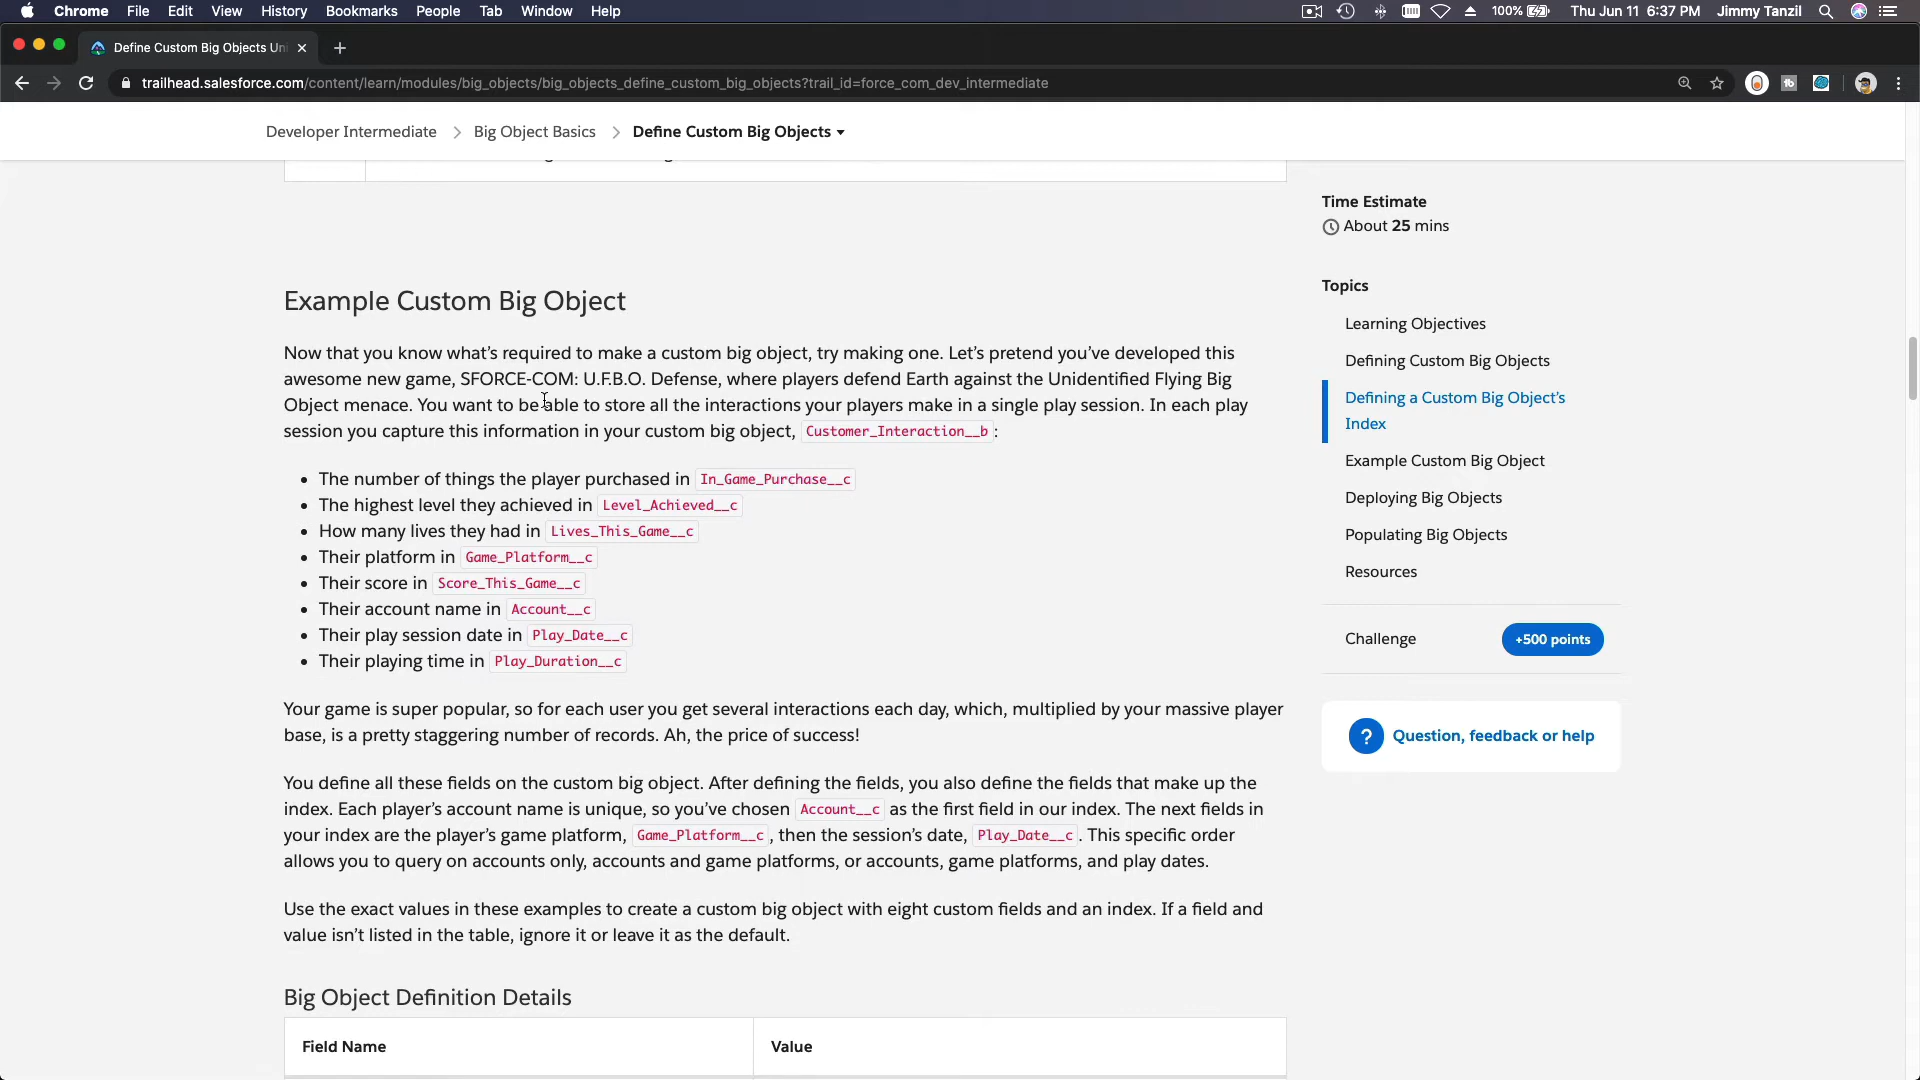 Chrome File Edit View History Bookmarks People Tab Window Help 100% Thu Jun 11 6:37 PM Jimmy Tanzil
Define Custom Big Objects Uni
trailhead.salesforce.com/content/learn/modules/big_objects/big_objects_define_custom_big_objects?trail_id=force_com_dev_intermediate
Developer Intermediate > Big Object Basics > Define Custom Big Objects
Example Custom Big Object
Now that you know what’s required to make a custom big object, try making one. Let’s pretend you’ve developed this
awesome new game, SFORCE-COM: U.F.B.O. Defense, where players defend Earth against the Unidentified Flying Big
Object menace. You want to be able to store all the interactions your players make in a single play session. In each play
session you capture this information in your custom big object, Customer_Interaction__b :
• The number of things the player purchased in In_Game_Purchase__c
• The highest level they achieved in Level_Achieved__c
• How many lives they had in Lives_This_Game__c
• Their platform in Game_Platform__c
• Their score in Score_This_Game__c
• Their account name in Account__c
• Their play session date in Play_Date__c
• Their playing time in Play_Duration__c
Your game is super popular, so for each user you get several interactions each day, which, multiplied by your massive player
base, is a pretty staggering number of records. Ah, the price of success!
You define all these fields on the custom big object. After defining the fields, you also define the fields that make up the
index. Each player’s account name is unique, so you’ve chosen Account__c as the first field in our index. The next fields in
your index are the player’s game platform, Game_Platform__c , then the session’s date, Play_Date__c . This specific order
allows you to query on accounts only, accounts and game platforms, or accounts, game platforms, and play dates.
Use the exact values in these examples to create a custom big object with eight custom fields and an index. If a field and
value isn’t listed in the table, ignore it or leave it as the default.
Big Object Definition Details
Field Name Value
Time Estimate
About 25 mins
Topics
Learning Objectives
Defining Custom Big Objects
Defining a Custom Big Object’s
Index
Example Custom Big Object
Deploying Big Objects
Populating Big Objects
Resources
Challenge +500 points
? Question, feedback or help